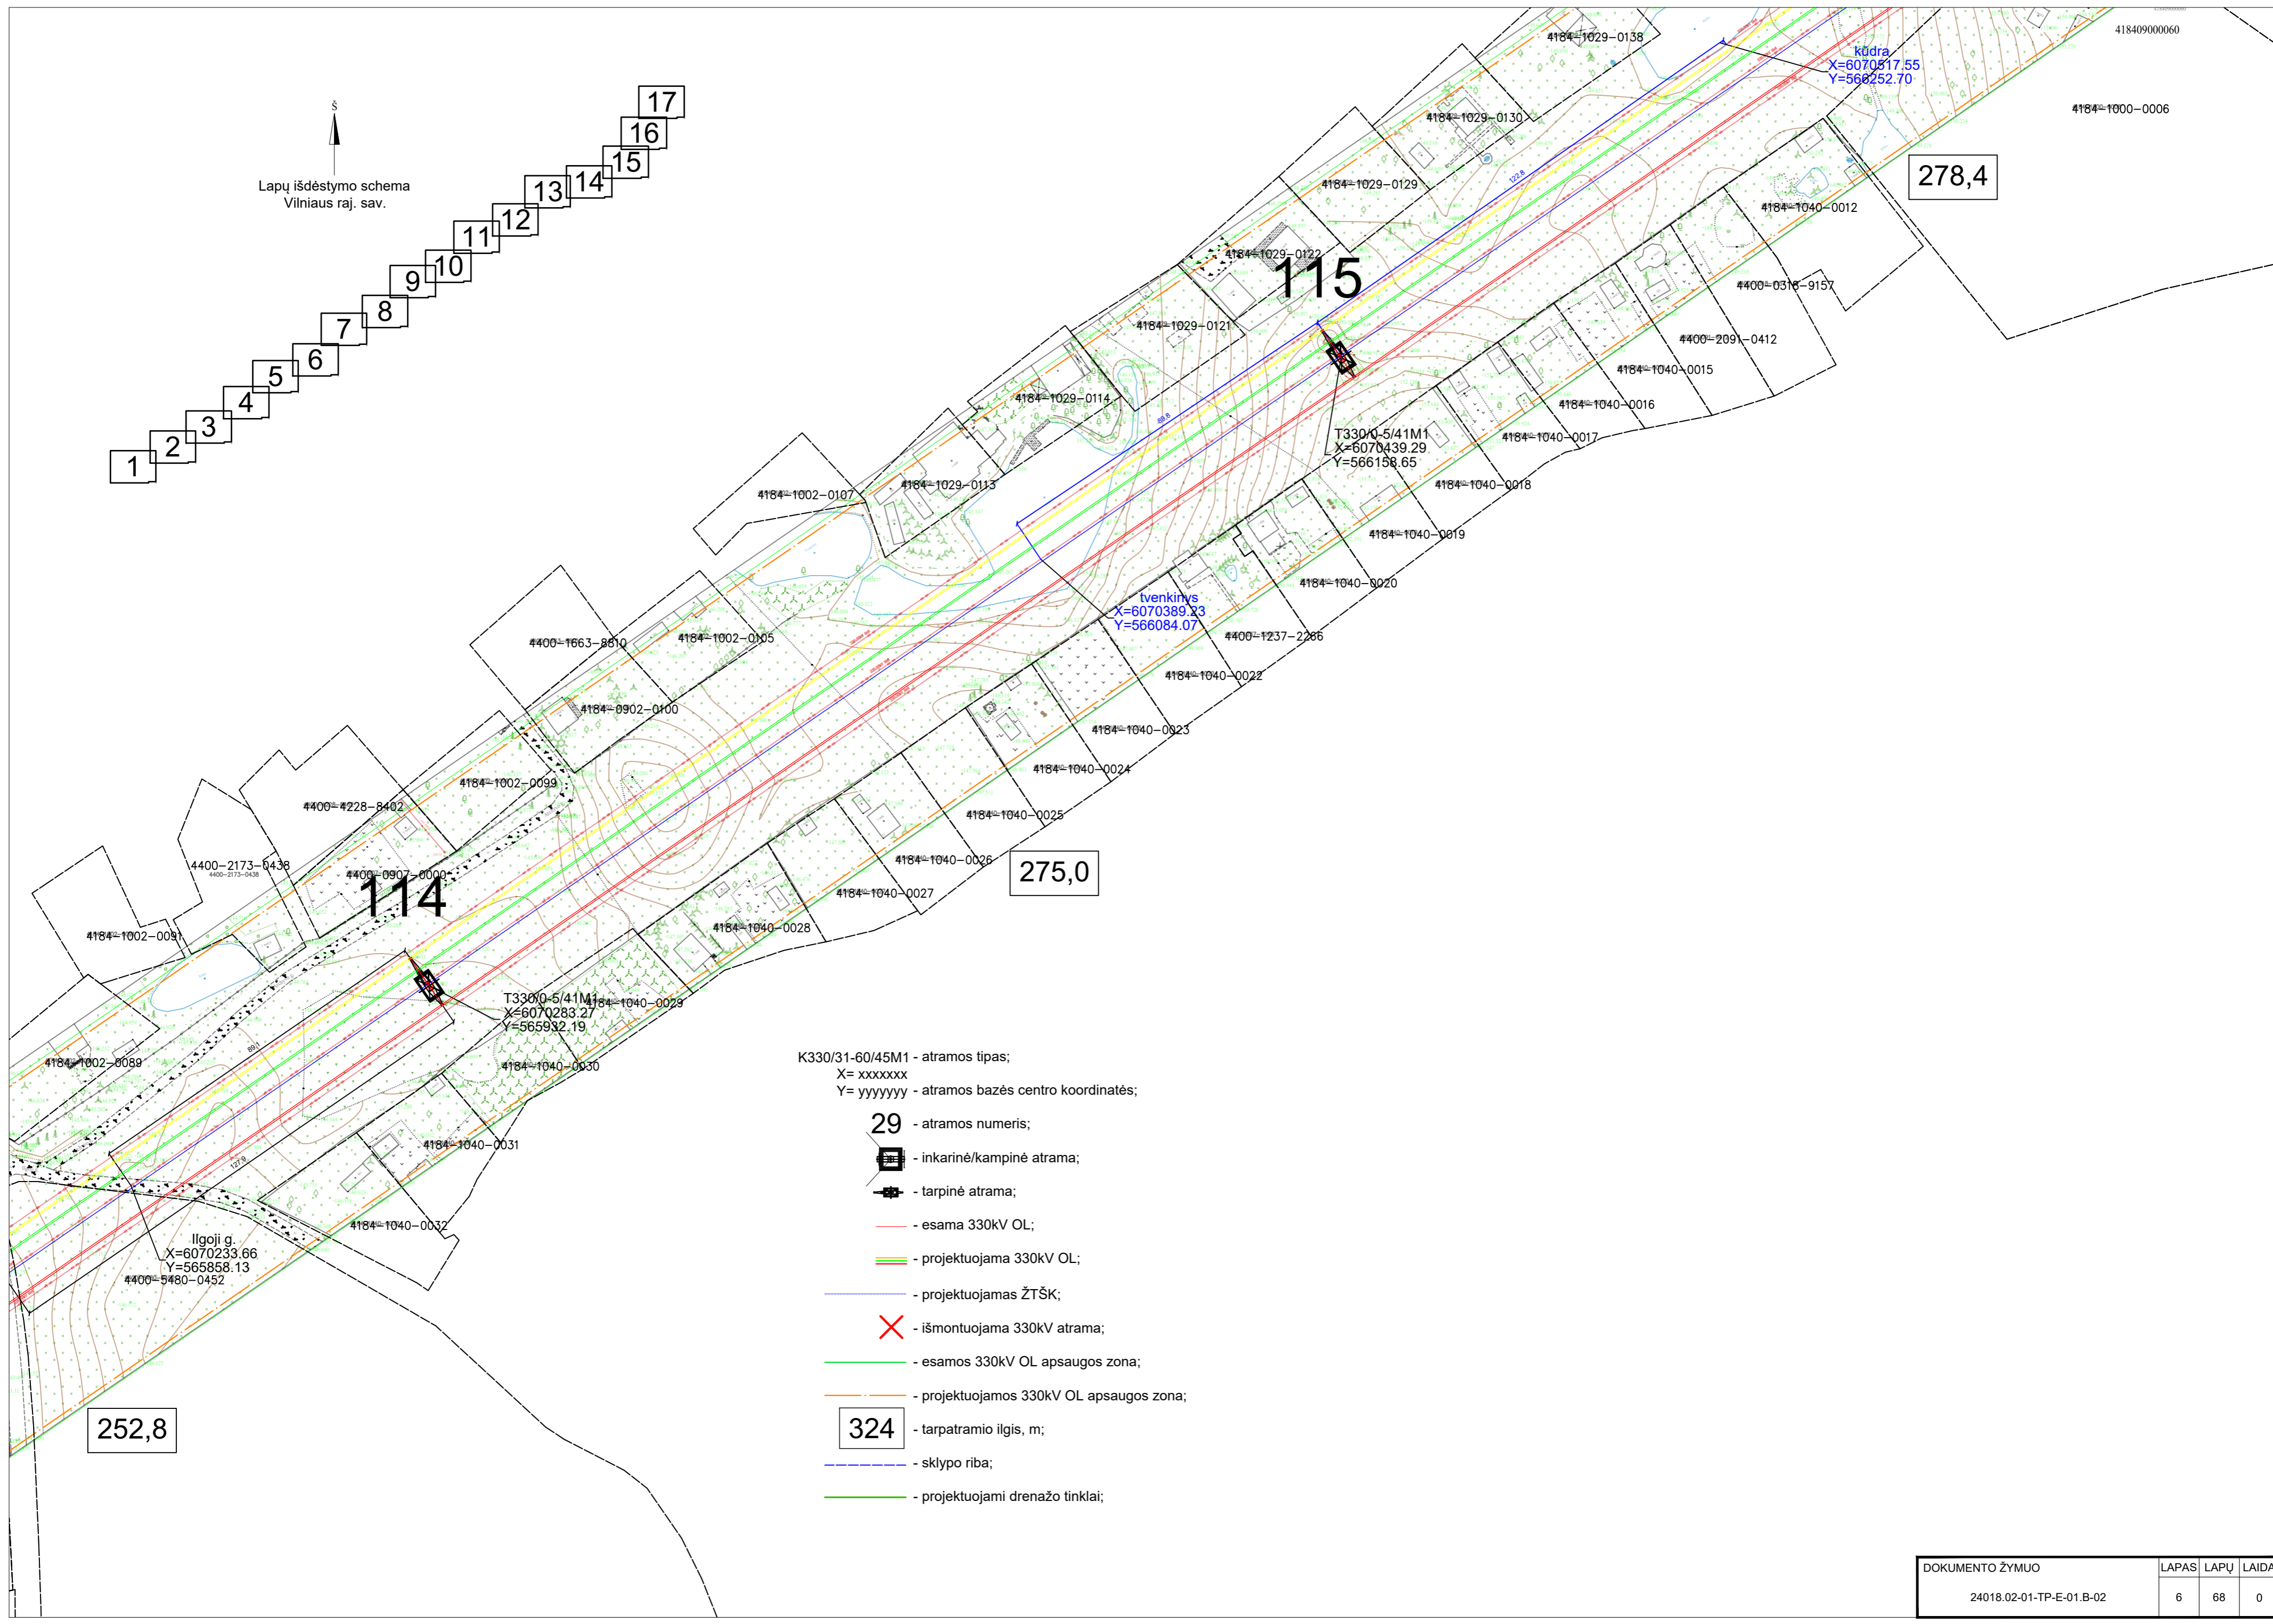 418409000060
4184-1029-0138
kūdra
X=6070517.55
Y=566252.70
4184-1000-0006
17
16
15
14
13
12
11
10
9
8
7
6
5
4
3
2
1
Š
Lapų išdėstymo schema
Vilniaus raj. sav.
4184-1029-0130
4184-1029-0129
122,8
278,4
4184-1040-0012
4184-1029-0122
115
4400-0318-9157
4184-1029-0121
4400-2091-0412
4184-1040-0015
4184-1029-0114
4184-1040-0016
T330/0-5/41M1
X=6070439.29
Y=566158.65
4184-1040-0017
4184-1040-0018
4184-1029-0113
4184-1002-0107
4184-1040-0019
4184-1040-0020
tvenkinys
X=6070389.23
Y=566084.07
4400-1237-2266
4400-1663-8810
4184-1002-0105
4184-1040-0022
4184-0902-0100
4184-1040-0023
4184-1040-0024
4184-1002-0099
4400-4228-8402
4184-1040-0025
4400-2173-0438
4400-2173-0438
4400-0907-0000
114
4184-1040-0026
275,0
4184-1040-0027
4184-1040-0028
4184-1002-0091
T330/0-5/41M1
X=6070283.27
Y=565932.19
4184-1040-0029
89,1
4184-1002-0089
4184-1040-0030
4184-1040-0031
127,9
4184-1040-0032
Ilgoji g.
X=6070233.66
Y=565858.13
4400-5480-0452
252,8
K330/31-60/45M1 - atramos tipas;
X= xxxxxxx
Y= yyyyyyy - atramos bazės centro koordinatės;
29 - atramos numeris;
- inkarinė/kampinė atrama;
- tarpinė atrama;
- esama 330kV OL;
- projektuojama 330kV OL;
- projektuojamas ŽTŠK;
- išmontuojama 330kV atrama;
- esamos 330kV OL apsaugos zona;
- projektuojamos 330kV OL apsaugos zona;
324 - tarpatramio ilgis, m;
- sklypo riba;
- projektuojami drenažo tinklai;
DOKUMENTO ŽYMUO LAPAS LAPŲ LAIDA
24018.02-01-TP-E-01.B-02 6 68 0